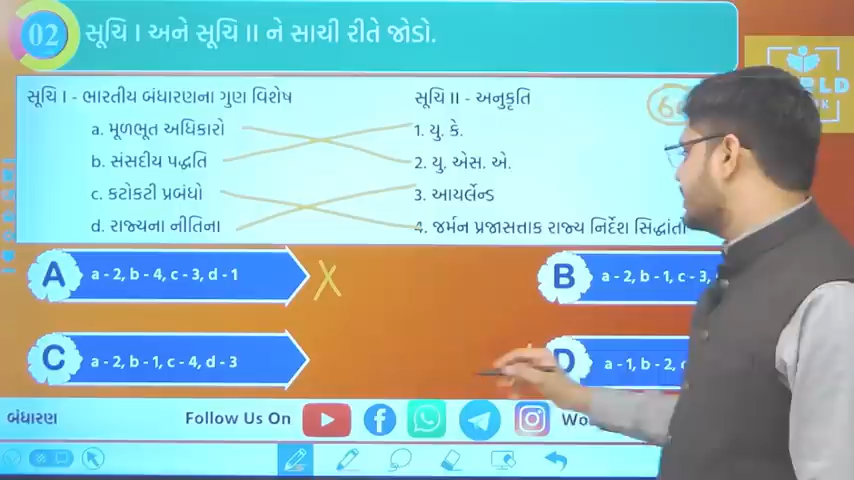 02 સૂચિ I અને સૂચિ II ને સાચી રીતે જોડો.
સૂચિ I - ભારતીય બંધારણના ગુણ વિશેષ
સૂચિ II - અનુકૃતિ
a. મૂળભૂત અધિકારો
1. યુ. કે.
b. સંસદીય પદ્ધતિ
2. યુ. એસ. એ.
c. કટોકટી પ્રબંધો
3. આયર્લેન્ડ
d. રાજ્યના નીતિના
4. જર્મન પ્રજાસત્તાક રાજ્ય નિર્દેશ સિદ્ધાંતો
A a - 2, b - 4, c - 3, d - 1
X
B a - 2, b - 1, c - 3,
C a - 2, b - 1, c - 4, d - 3
D a - 1, b - 2,
બંધારણ
Follow Us On